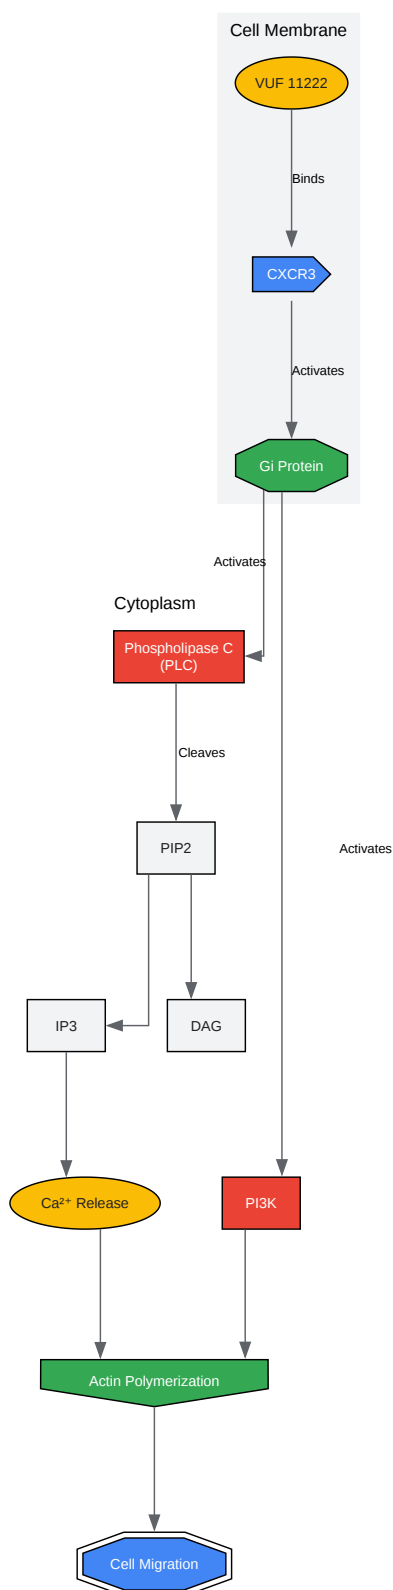 Cell Membrane
VUF 11222
Binds
CXCR3
Activates
Gi Protein
Activates
Cytoplasm
Phospholipase C
(PLC)
Cleaves
PIP2
Activates
IP3
DAG
Ca²⁺ Release
PI3K
Actin Polymerization
Cell Migration